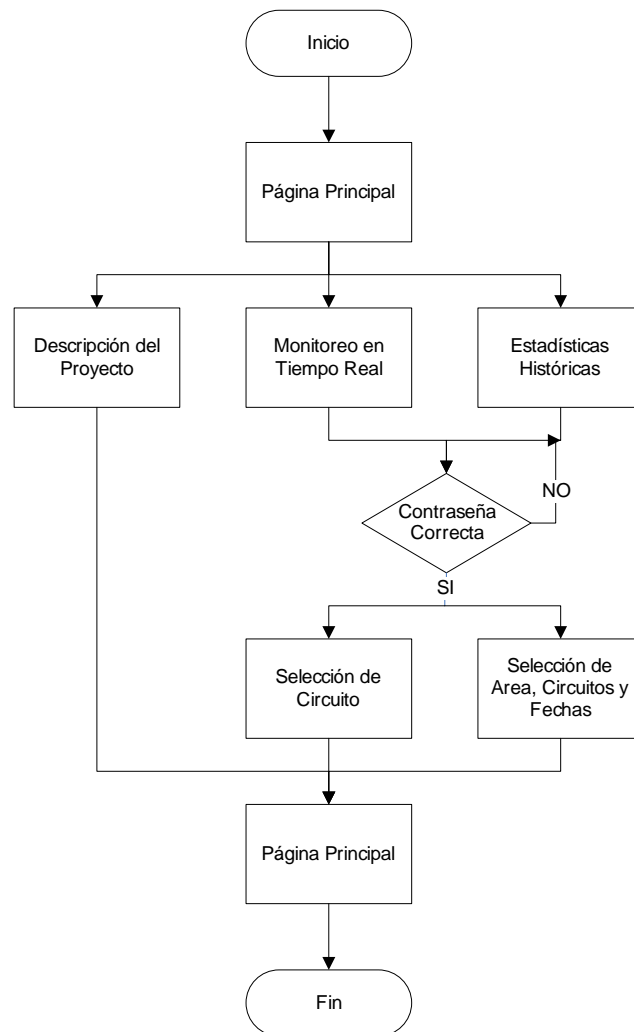 Inicio
Página Principal
Descripción del
Proyecto
Monitoreo en
Tiempo Real
Estadísticas
Históricas
Contraseña
Correcta
NO
SI
Selección de
Circuito
Selección de
Area, Circuitos y
Fechas
Página Principal
Fin